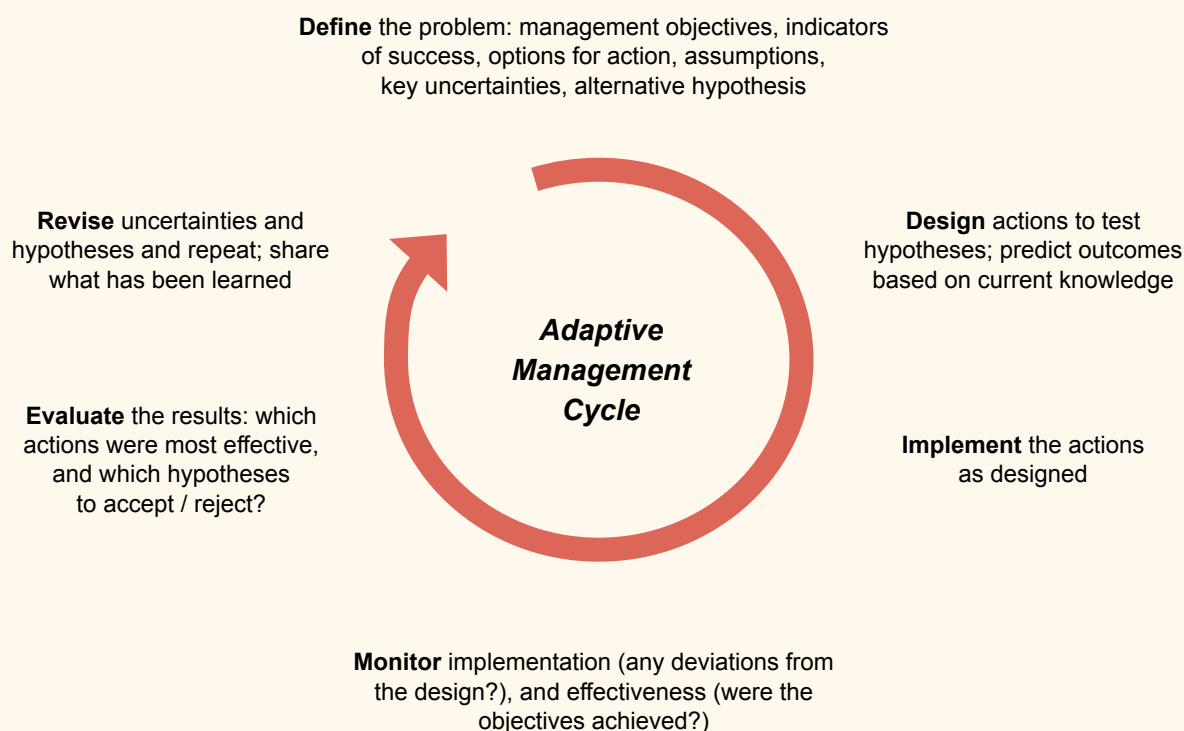 Define the problem: management objectives, indicators
of success, options for action, assumptions,
key uncertainties, alternative hypothesis
Revise uncertainties and
hypotheses and repeat; share
what has been learned
Design actions to test
hypotheses; predict outcomes
based on current knowledge
Adaptive
Management
Cycle
Evaluate the results: which
actions were most effective,
and which hypotheses
to accept / reject?
Implement the actions
as designed
Monitor implementation (any deviations from
the design?), and effectiveness (were the
objectives achieved?)